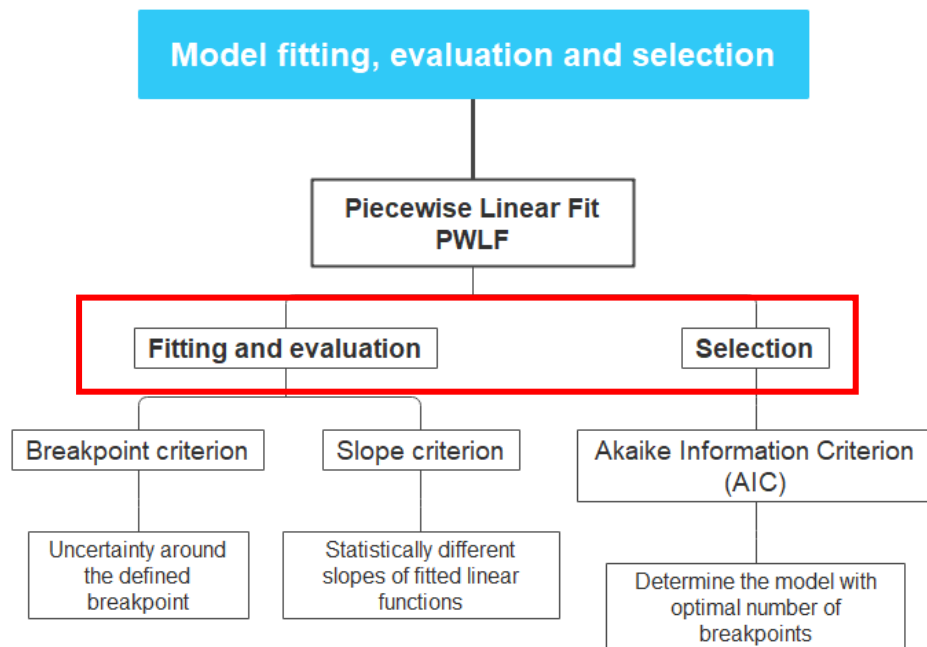 Model fitting, evaluation and selection
Piecewise Linear Fit
PWLF
Fitting and evaluation
Selection
Breakpoint criterion
Slope criterion
Akaike Information Criterion
(AIC)
Uncertainty around
the defined
breakpoint
Statistically different
slopes of fitted linear
functions
Determine the model with
optimal number of
breakpoints